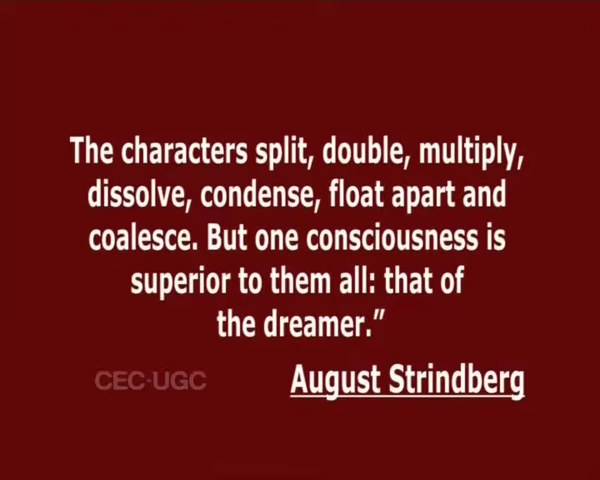 The characters split, double, multiply,
dissolve, condense, float apart and
coalesce. But one consciousness is
superior to them all: that of
the dreamer.”
CEC-UGC
August Strindberg